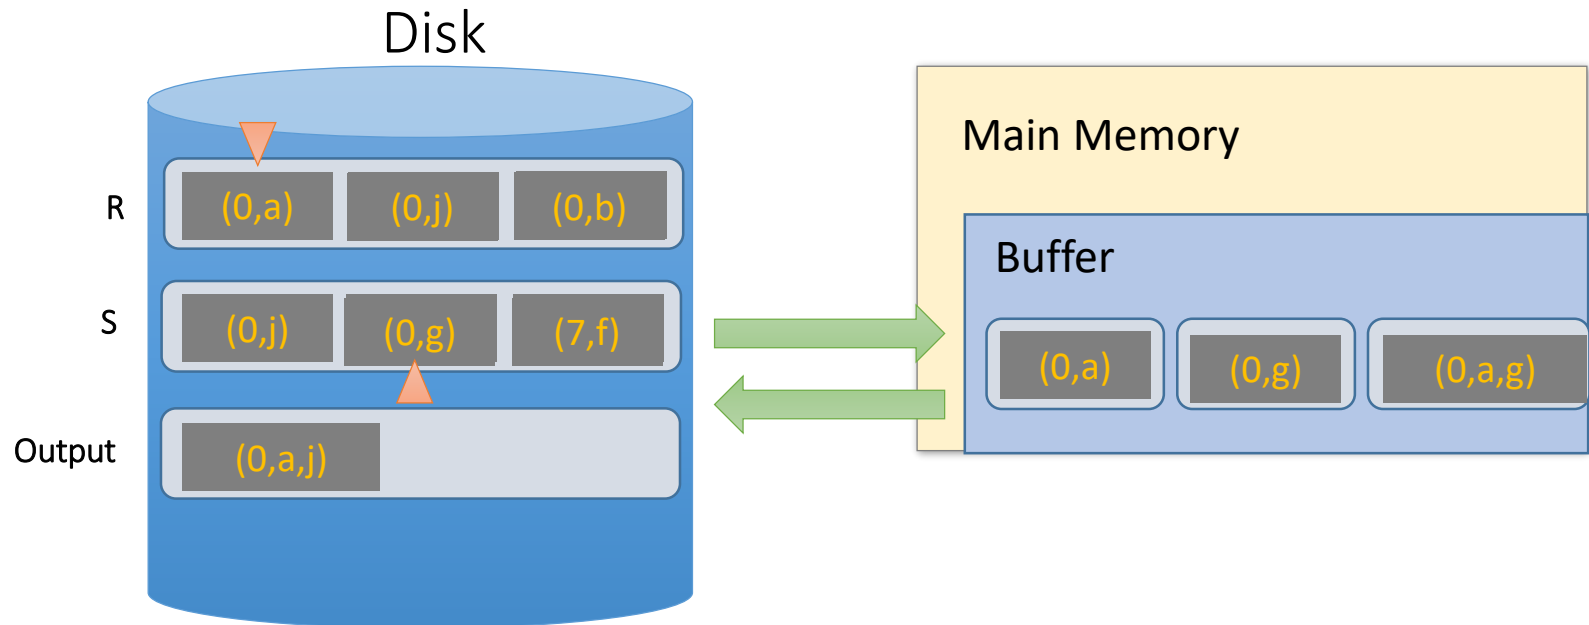 Disk
Main Memory
R
(0,a) (0,j) (0,b)
Buffer
S
(0,j) (0,g) (7,f)
(0,a) (0,g) (0,a,g)
Output
(0,a,j)